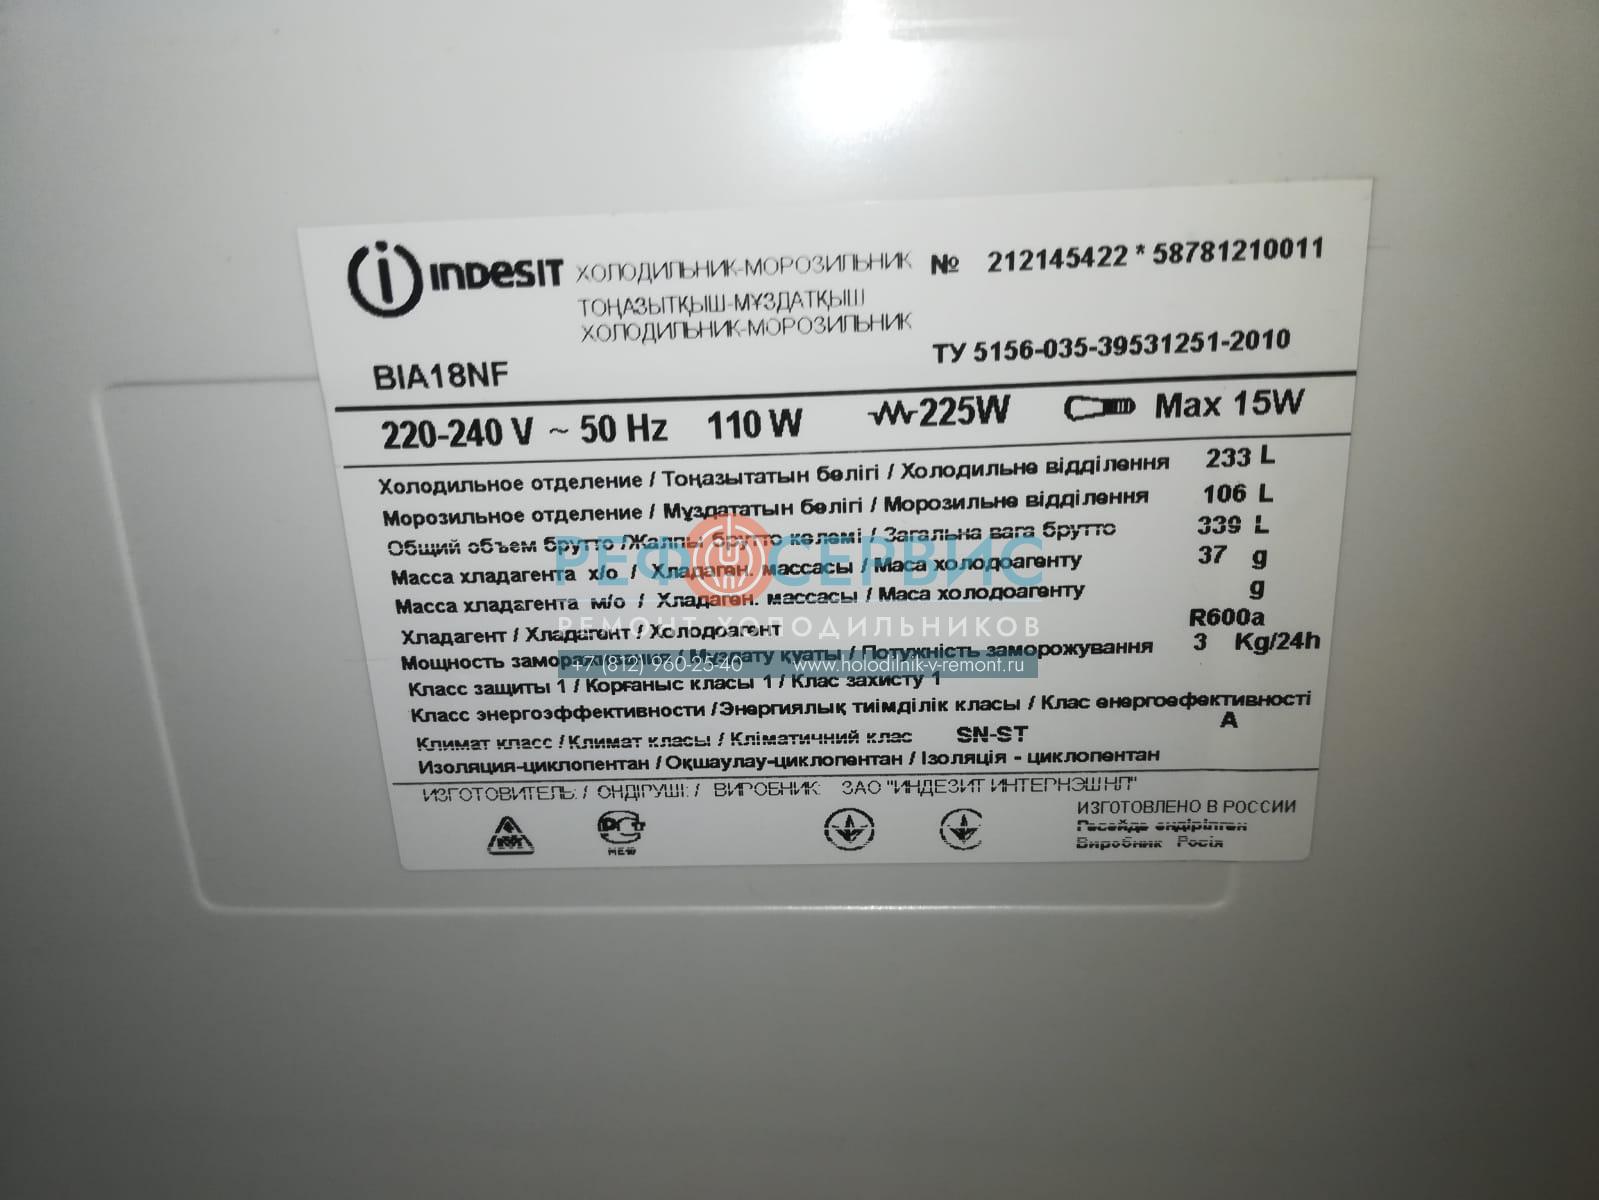 INDESIT ХОЛОДИЛЬНИК-МОРОЗИЛЬНИК № 212145422 * 58781210011
ТОҢАЗЫТҚЫШ-МҰЗДАТҚЫШ
ХОЛОДИЛЬНИК-МОРОЗИЛЬНИК
BIA18NF ТУ 5156-035-39531251-2010
220-240 V ~ 50 Hz 110 W 225W Max 15W
Холодильное отделение / Тоңазытатын бөлігі / Холодильне відділення 233 L
Морозильное отделение / Мұздататын бөлігі / Морозильне відділення 106 L
Общий объем брутто /Жалпы брутто көлемі / Загальна вага брутто 339 L
Масса хладагента х/о / Хладаген. массасы / Маса холодоагенту 37 g
Масса хладагента м/о / Хладаген. массасы / Маса холодоагенту g
Хладагент / Хладагент / Холодоагент R600a
Мощность замораживания / Мұздату қуаты / Потужність заморожування 3 Kg/24h
Класс защиты 1 / Корғаныс класы 1 / Клас захисту 1
Класс энергоэффективности /Энергиялық тиімділік класы / Клас енергоефективності A
Климат класс / Климат класы / Кліматичний клас SN-ST
Изоляция-циклопентан / Оқшаулау-циклопентан / Ізоляція - циклопентан
ИЗГОТОВИТЕЛЬ: / ӨНДІРУШІ: / ВИРОБНИК: ЗАО "ИНДЕЗИТ ИНТЕРНЭШНЛ"
ИЗГОТОВЛЕНО В РОССИИ
Ресейде өндірілген
Виробник Росія
РЕФ СЕРВИС
РЕМОНТ ХОЛОДИЛЬНИКОВ
+7 (812) 960-25-40 www.holodilnik-v-remont.ru